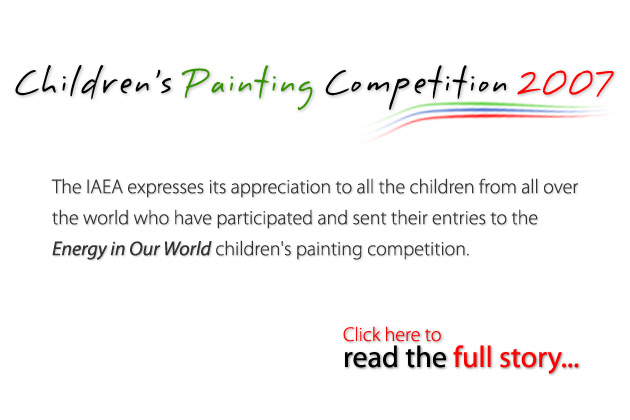 Children's Painting Competition 2007
The IAEA expresses its appreciation to all the children from all over
the world who have participated and sent their entries to the
Energy in Our World children's painting competition.
Click here to
read the full story...